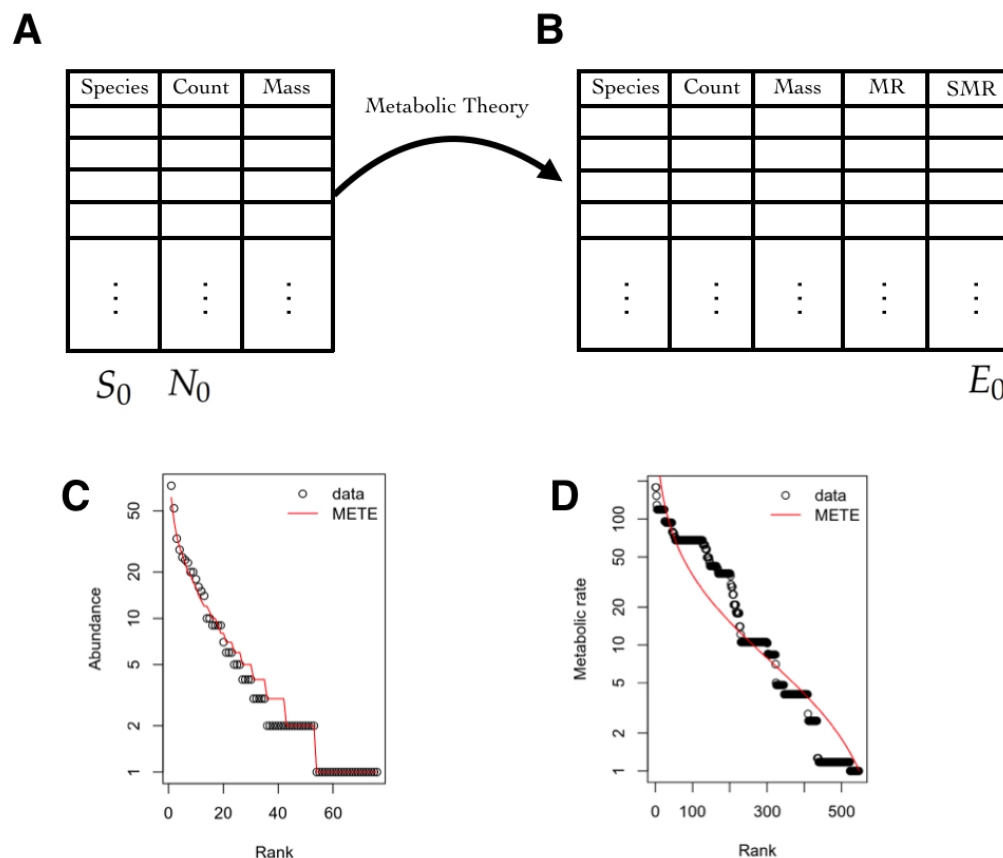 A
B
Species Count Mass
Metabolic Theory
Species Count Mass MR SMR
S0 N0
E0
C
data
METE
50
20
10
5
2
1
Abundance
0 20 40 60
Rank
D
data
METE
100
50
20
10
5
2
1
Metabolic rate
0 100 300 500
Rank